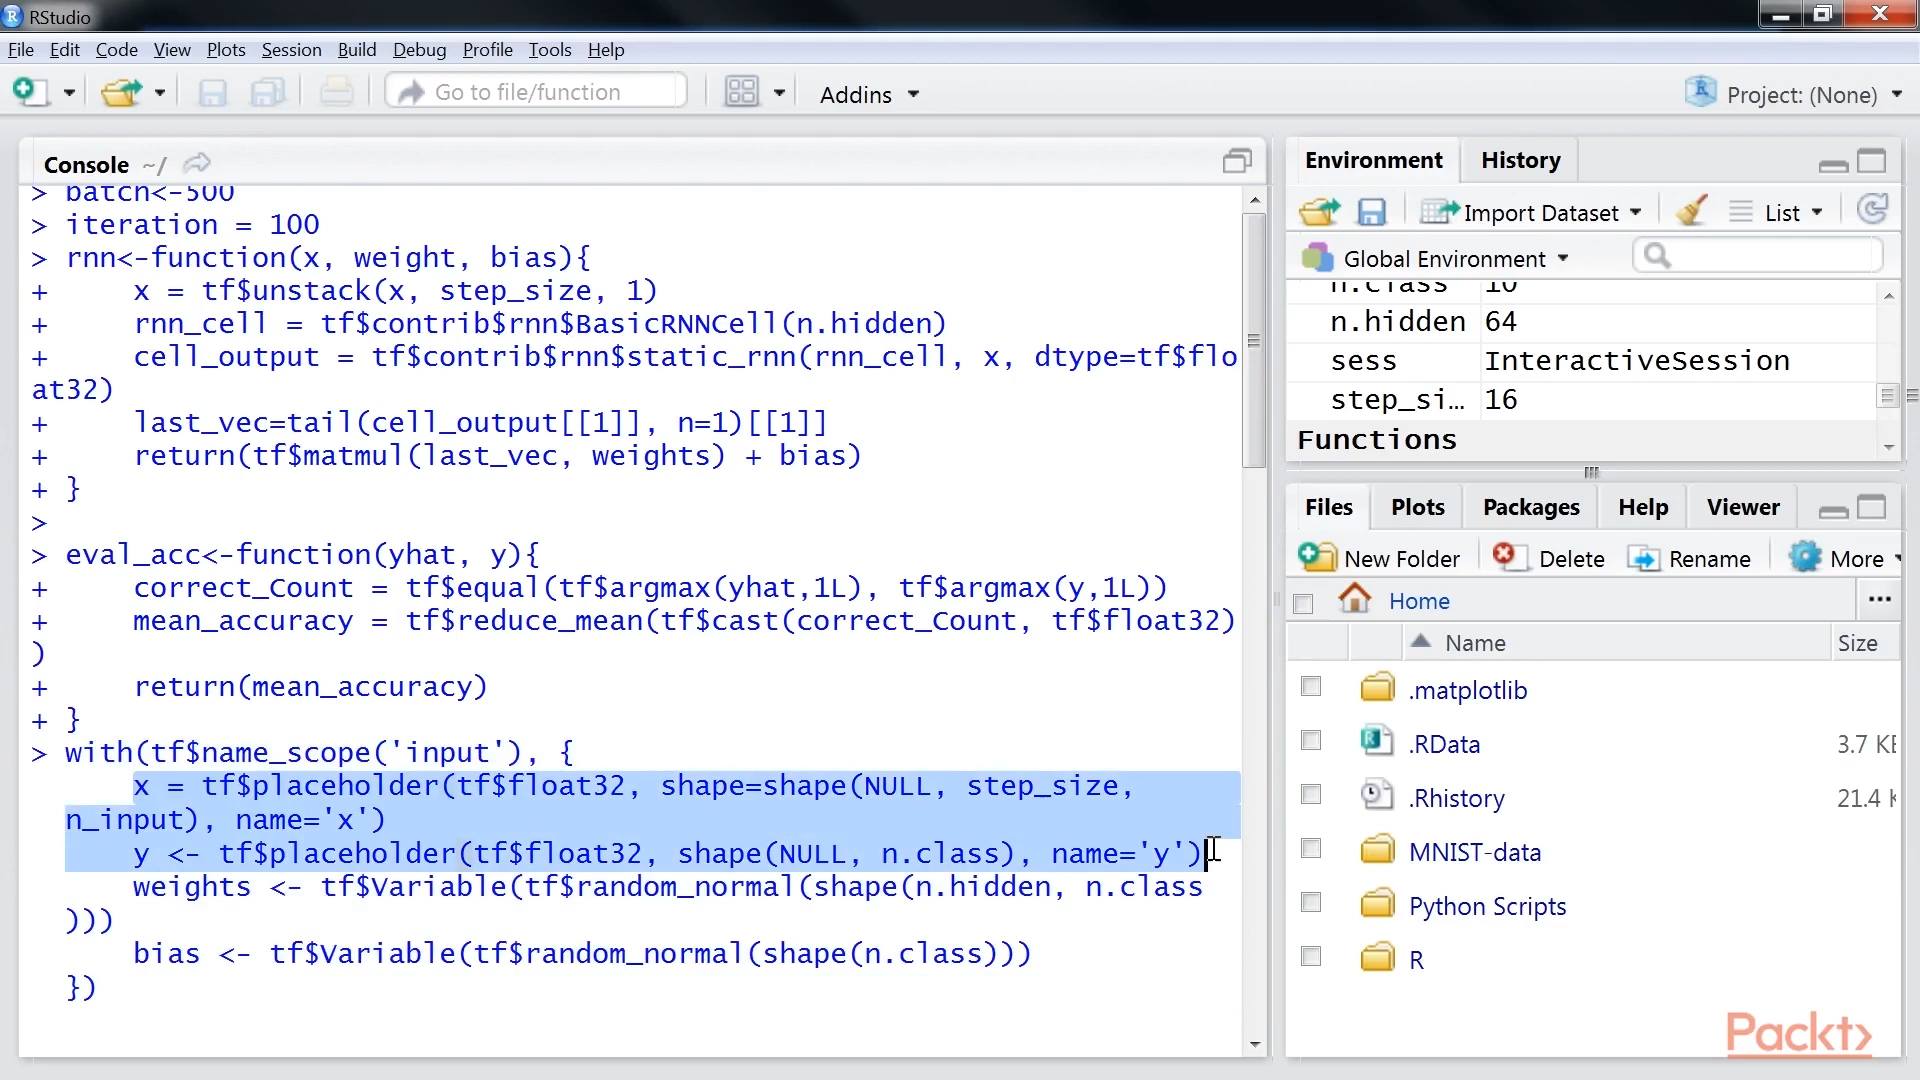 RStudio
File Edit Code View Plots Session Build Debug Profile Tools Help
Go to file/function Addins Project: (None)
Console ~/
> batch<-500
> iteration = 100
> rnn<-function(x, weight, bias){
+ x = tf$unstack(x, step_size, 1)
+ rnn_cell = tf$contrib$rnn$BasicRNNCell(n.hidden)
+ cell_output = tf$contrib$rnn$static_rnn(rnn_cell, x, dtype=tf$flo
at32)
+ last_vec=tail(cell_output[[1]], n=1)[[1]]
+ return(tf$matmul(last_vec, weights) + bias)
+ }
>
> eval_acc<-function(yhat, y){
+ correct_Count = tf$equal(tf$argmax(yhat,1L), tf$argmax(y,1L))
+ mean_accuracy = tf$reduce_mean(tf$cast(correct_Count, tf$float32)
)
+ return(mean_accuracy)
+ }
> with(tf$name_scope('input'), {
x = tf$placeholder(tf$float32, shape=shape(NULL, step_size,
n_input), name='x')
y <- tf$placeholder(tf$float32, shape(NULL, n.class), name='y')
weights <- tf$Variable(tf$random_normal(shape(n.hidden, n.class
)))
bias <- tf$Variable(tf$random_normal(shape(n.class)))
})
Environment History
Import Dataset List
Global Environment
n.class 10
n.hidden 64
sess InteractiveSession
step_si... 16
Functions
Files Plots Packages Help Viewer
New Folder Delete Rename More
Home ...
Name Size
.matplotlib
.RData 3.7 KB
.Rhistory 21.4 K
MNIST-data
Python Scripts
R
Packt>